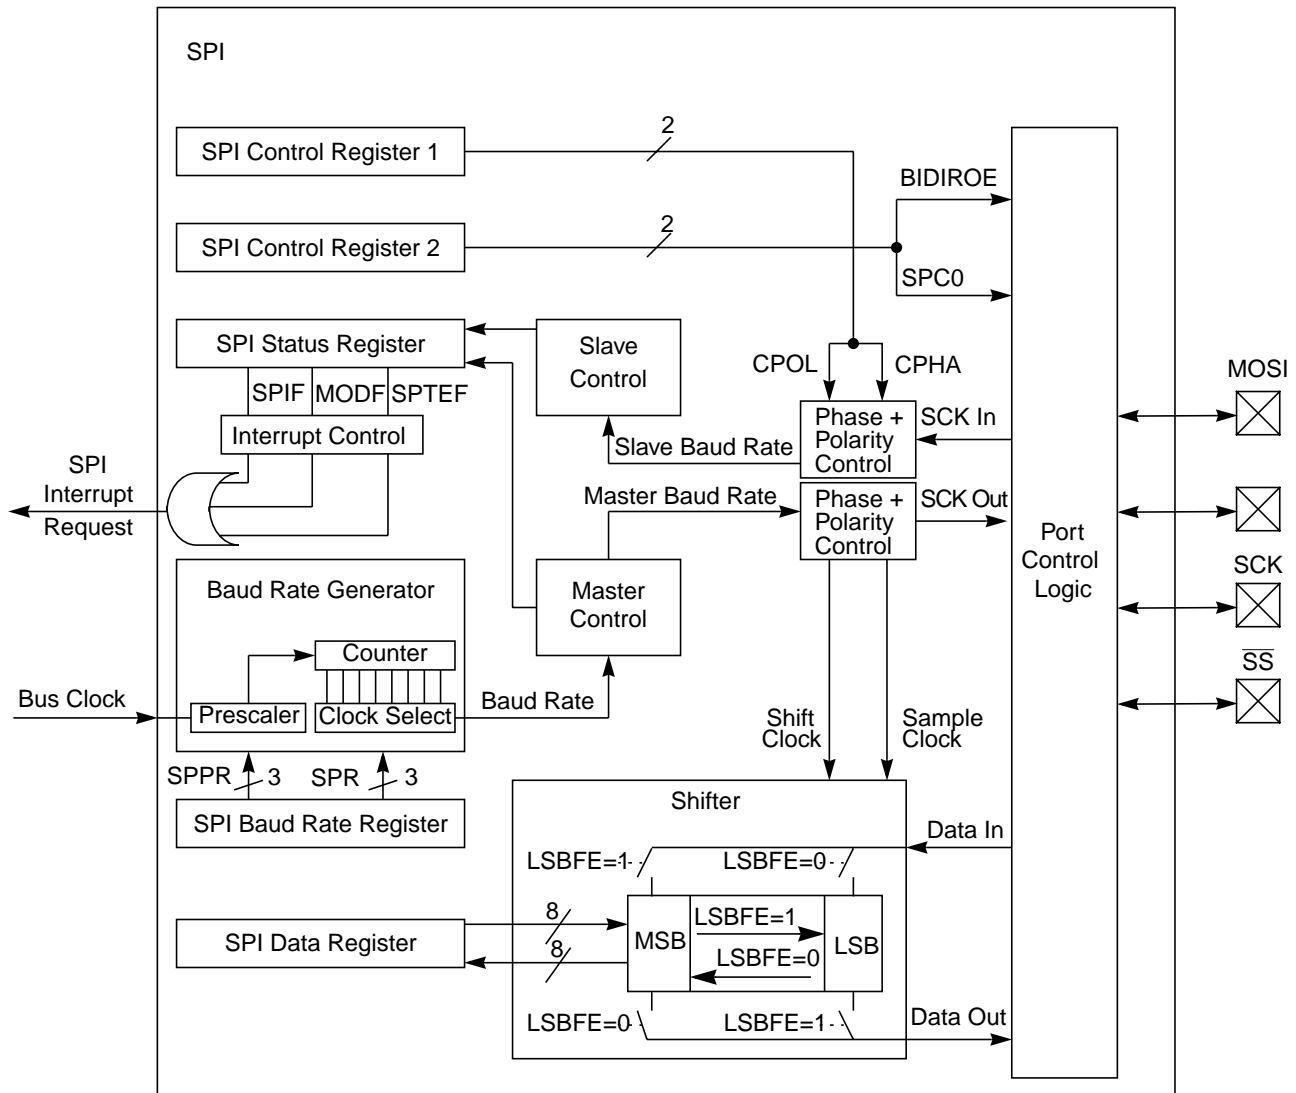 SPI
SPI Control Register 1
2
BIDIROE
SPI Control Register 2
2
SPC0
SPI Status Register
Slave
Control
CPOL
CPHA
MOSI
SPIF
MODF
SPTEF
Interrupt Control
Phase +
Polarity
Control
SCK In
Slave Baud Rate
SPI
Interrupt
Request
Master Baud Rate
Phase +
Polarity
Control
SCK Out
Port
Control
Logic
SCK
Baud Rate Generator
Master
Control
Counter
SS
Bus Clock
Prescaler
Clock Select
Baud Rate
Shift
Clock
Sample
Clock
SPPR
3
SPR
3
SPI Baud Rate Register
Shifter
Data In
LSBFE=1
LSBFE=0
8
SPI Data Register
8
MSB
LSBFE=1
LSBFE=0
LSB
LSBFE=0
LSBFE=1
Data Out